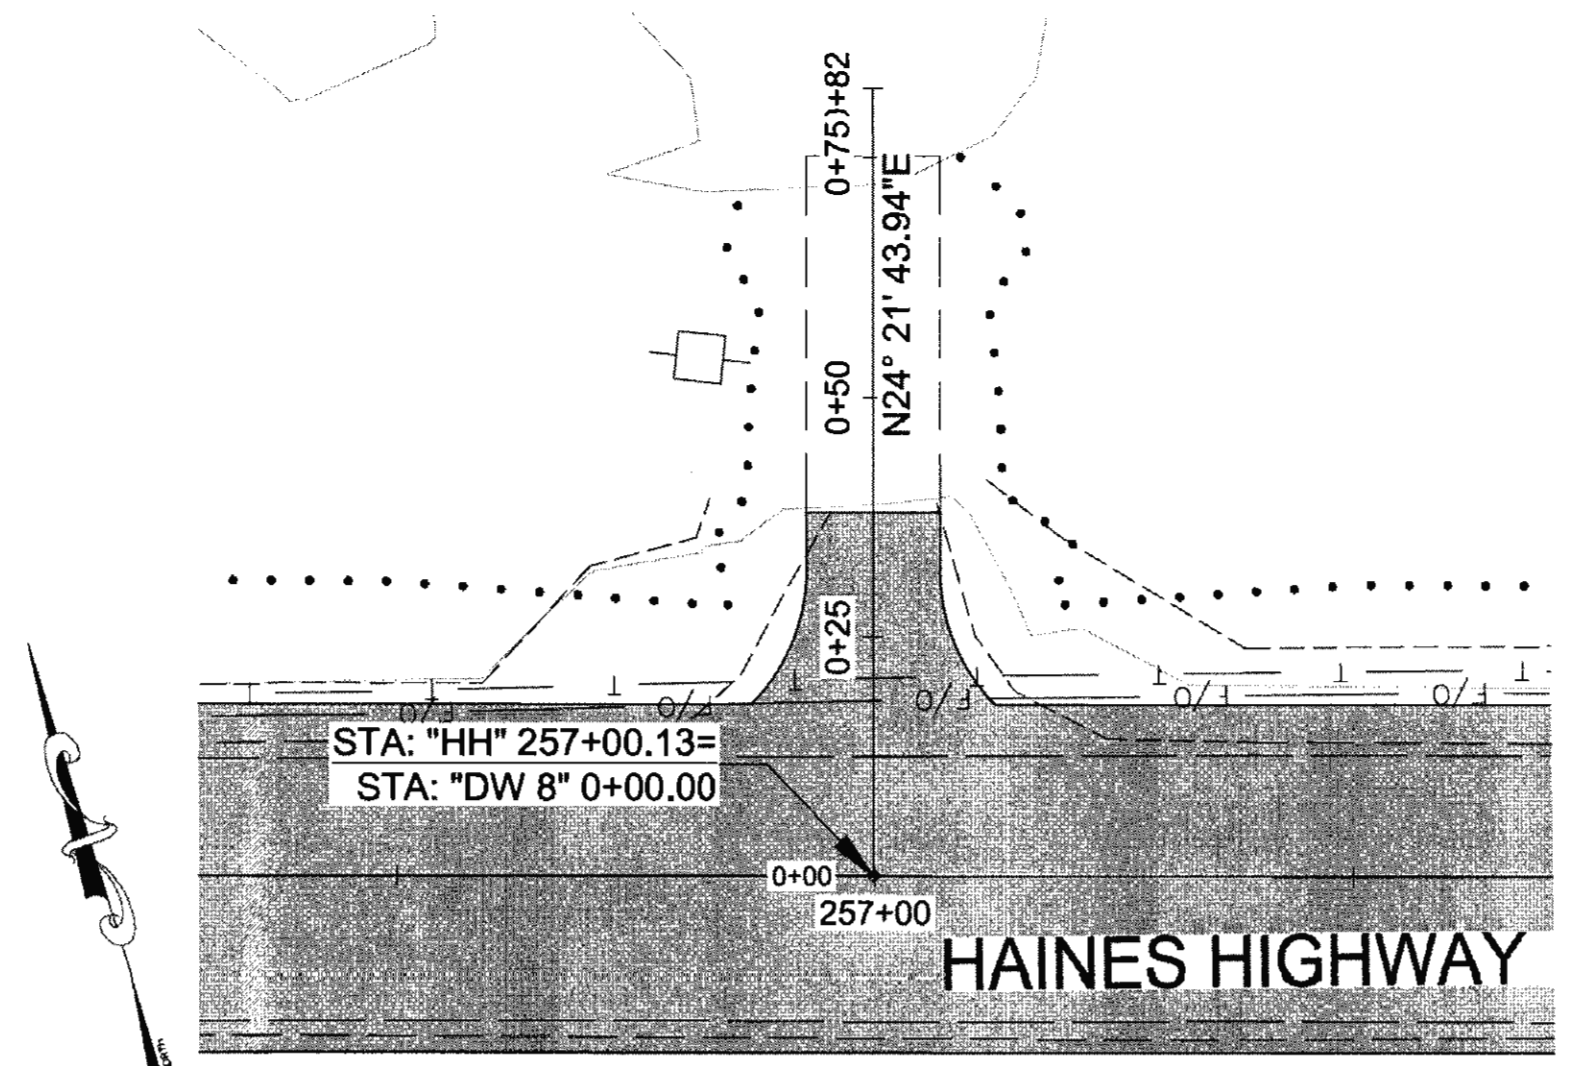 0+75)+82
N24° 21' 43.94"E
0+50
0+25
T
T
T
T
T
F/O
F/O
F/O
F/O
F/O
STA: "HH" 257+00.13=
STA: "DW 8" 0+00.00
0+00
257+00
HAINES HIGHWAY